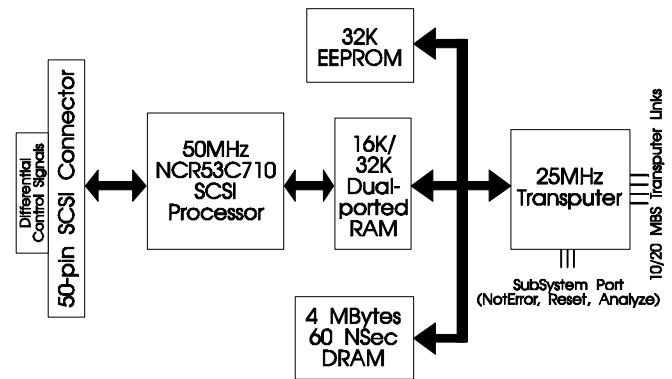 32K
EEPROM
Differential
Control Signals
50-pin SCSI Connector
50MHz
NCR53C710
SCSI
Processor
16K/
32K
Dual-
ported
RAM
25MHz
Transputer
10/20 MBS Transputer Links
SubSystem Port
(NotError, Reset, Analyze)
4 MBytes
60 NSec
DRAM